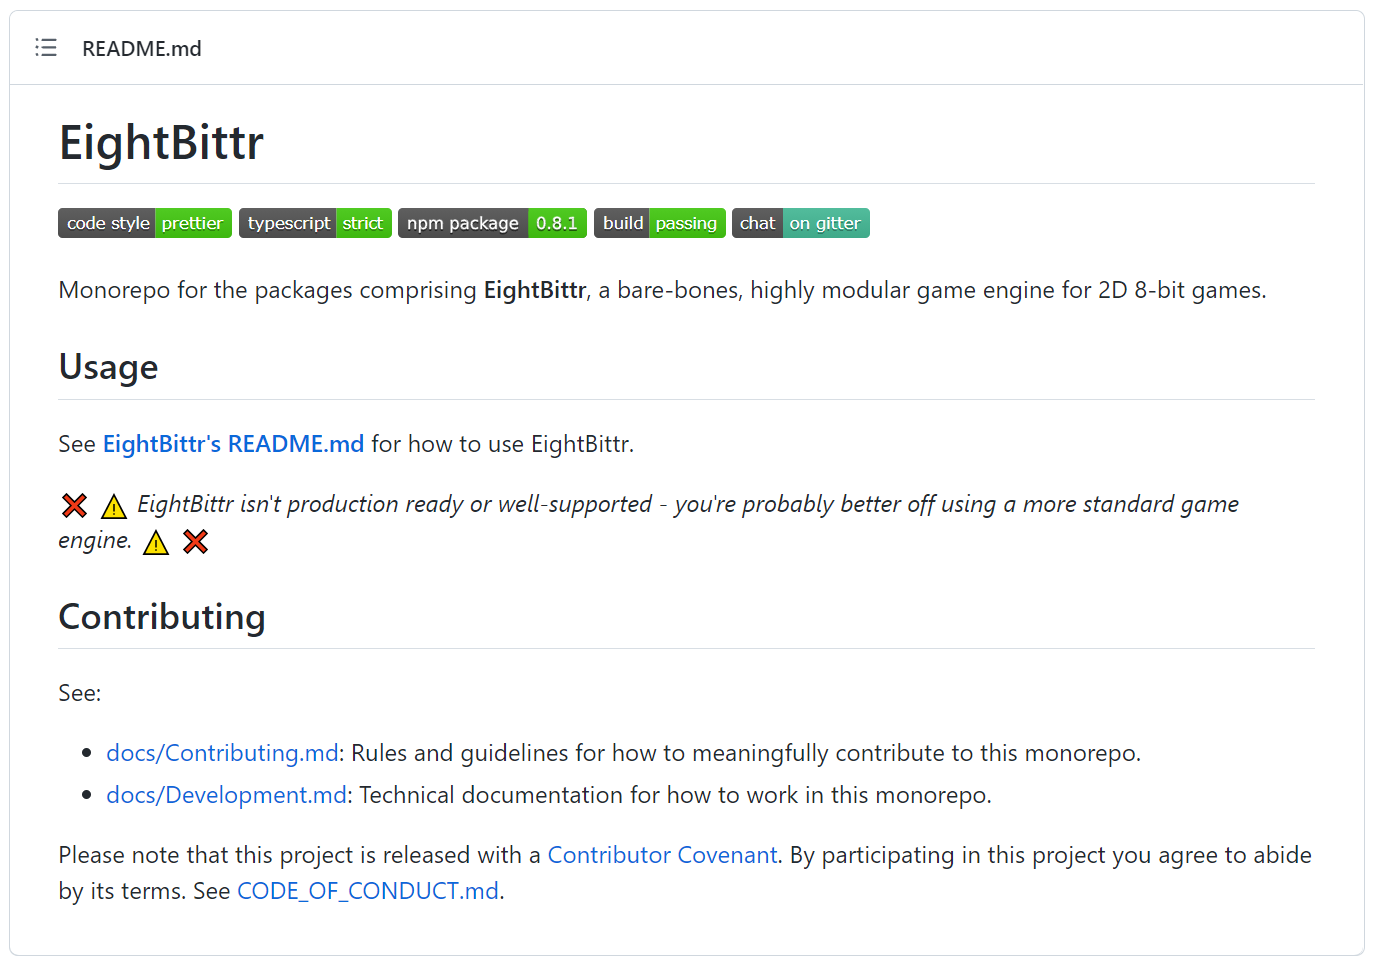 README.md
EightBittr
code style prettier typescript strict npm package 0.8.1 build passing chat on gitter
Monorepo for the packages comprising EightBittr, a bare-bones, highly modular game engine for 2D 8-bit games.
Usage
See EightBittr's README.md for how to use EightBittr.
❌ ⚠️ EightBittr isn't production ready or well-supported - you're probably better off using a more standard game
engine. ⚠️ ❌
Contributing
See:
• docs/Contributing.md: Rules and guidelines for how to meaningfully contribute to this monorepo.
• docs/Development.md: Technical documentation for how to work in this monorepo.
Please note that this project is released with a Contributor Covenant. By participating in this project you agree to abide
by its terms. See CODE_OF_CONDUCT.md.